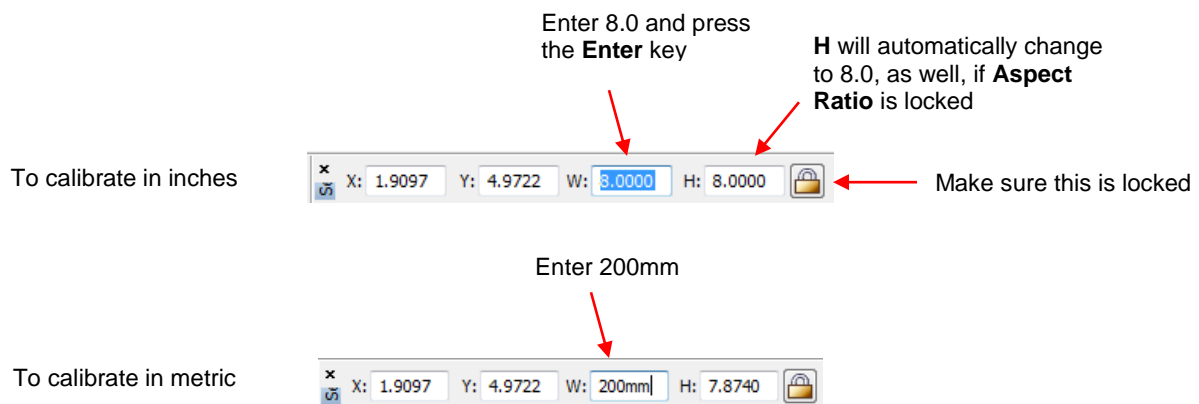 Enter 8.0 and press
the Enter key
H will automatically change
to 8.0, as well, if Aspect
Ratio is locked
To calibrate in inches
X: 1.9097 Y: 4.9722 W: 8.0000 H: 8.0000
Make sure this is locked
Enter 200mm
To calibrate in metric
X: 1.9097 Y: 4.9722 W: 200mm H: 7.8740